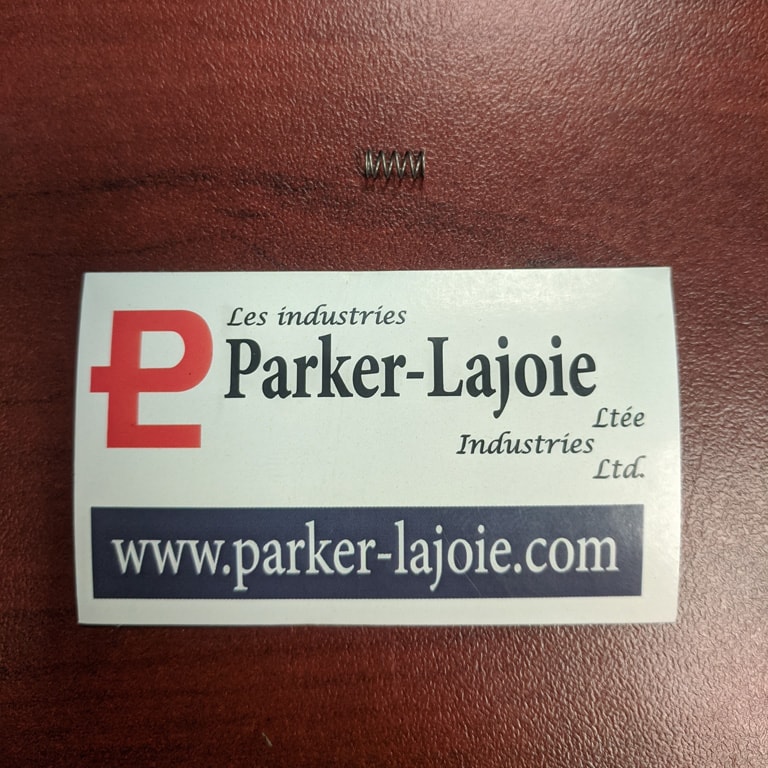 Les industries
Parker-Lajoie
Ltée
Industries
Ltd.
www.parker-lajoie.com